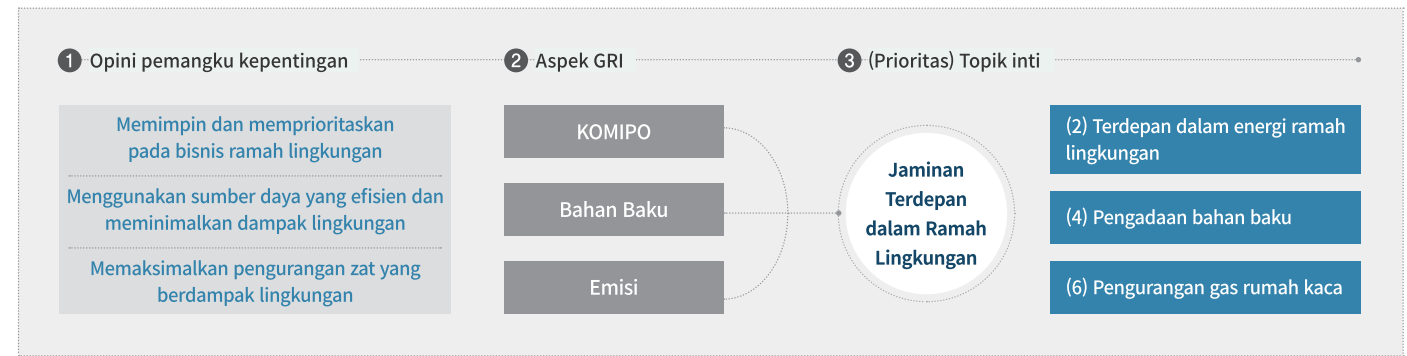 1 Opini pemangku kepentingan
2 Aspek GRI
3 (Prioritas) Topik inti
Memimpin dan memprioritaskan
pada bisnis ramah lingkungan
Menggunakan sumber daya yang efisien dan
meminimalkan dampak lingkungan
Memaksimalkan pengurangan zat yang
berdampak lingkungan
KOMIPO
Bahan Baku
Emisi
Jaminan
Terdepan
dalam Ramah
Lingkungan
(2) Terdepan dalam energi ramah
lingkungan
(4) Pengadaan bahan baku
(6) Pengurangan gas rumah kaca